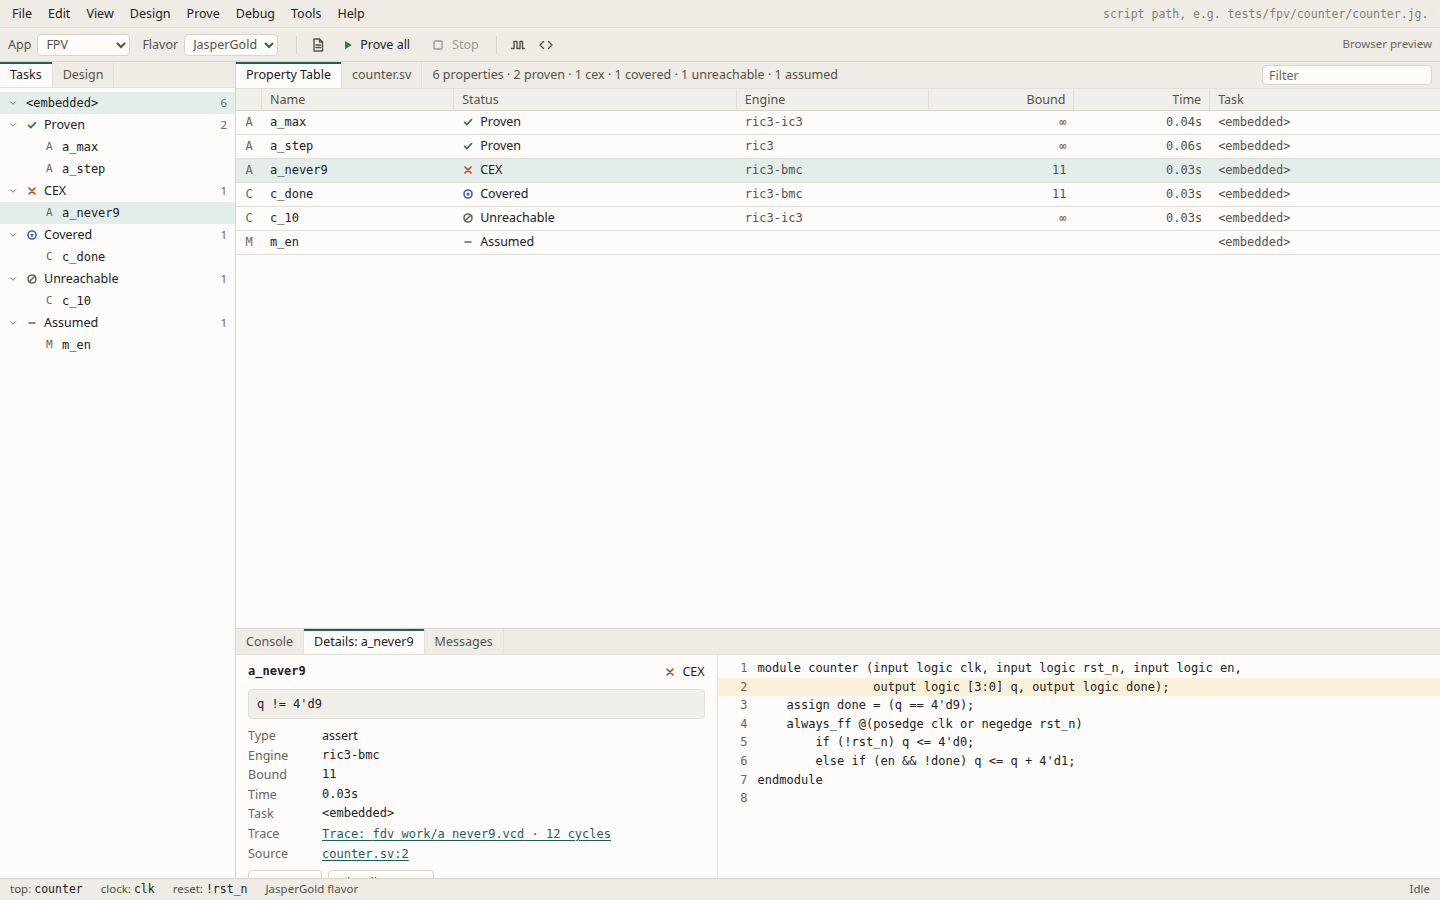 File Edit View Design Prove Debug Tools Help script path, e.g. tests/fpv/counter/counter.jg.
App FPV Flavor JasperGold Prove all Stop Browser preview
Tasks Design Property Table counter.sv 6 properties · 2 proven · 1 cex · 1 covered · 1 unreachable · 1 assumed Filter
<embedded> 6
Proven 2
A a_max
A a_step
CEX 1
A a_never9
Covered 1
C c_done
Unreachable 1
C c_10
Assumed 1
M m_en
Name Status Engine Bound Time Task
A a_max Proven ric3-ic3 ∞ 0.04s <embedded>
A a_step Proven ric3 ∞ 0.06s <embedded>
A a_never9 CEX ric3-bmc 11 0.03s <embedded>
C c_done Covered ric3-bmc 11 0.03s <embedded>
C c_10 Unreachable ric3-ic3 ∞ 0.03s <embedded>
M m_en Assumed <embedded>
Console Details: a_never9 Messages
a_never9 CEX
q != 4'd9
Type assert
Engine ric3-bmc
Bound 11
Time 0.03s
Task <embedded>
Trace Trace: fdv_work/a_never9.vcd · 12 cycles
Source counter.sv:2
1 module counter (input logic clk, input logic rst_n, input logic en,
2 output logic [3:0] q, output logic done);
3 assign done = (q == 4'd9);
4 always_ff @(posedge clk or negedge rst_n)
5 if (!rst_n) q <= 4'd0;
6 else if (en && !done) q <= q + 4'd1;
7 endmodule
8
top: counter clock: clk reset: !rst_n JasperGold flavor Idle